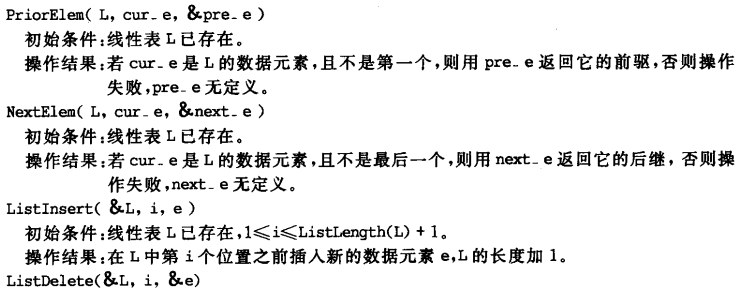 PriorElem( L, cur_e, &pre_e )
初始条件:线性表 L 已存在。
操作结果:若 cur_e 是 L 的数据元素,且不是第一个,则用 pre_e 返回它的前驱,否则操作
失败,pre_e 无定义。
NextElem( L, cur_e, &next_e )
初始条件:线性表 L 已存在。
操作结果:若 cur_e 是 L 的数据元素,且不是最后一个,则用 next_e 返回它的后继,否则操
作失败,next_e 无定义。
ListInsert( &L, i, e )
初始条件:线性表 L 已存在,1≤i≤ListLength(L) + 1。
操作结果:在 L 中第 i 个位置之前插入新的数据元素 e,L 的长度加 1。
ListDelete(&L, i, &e)